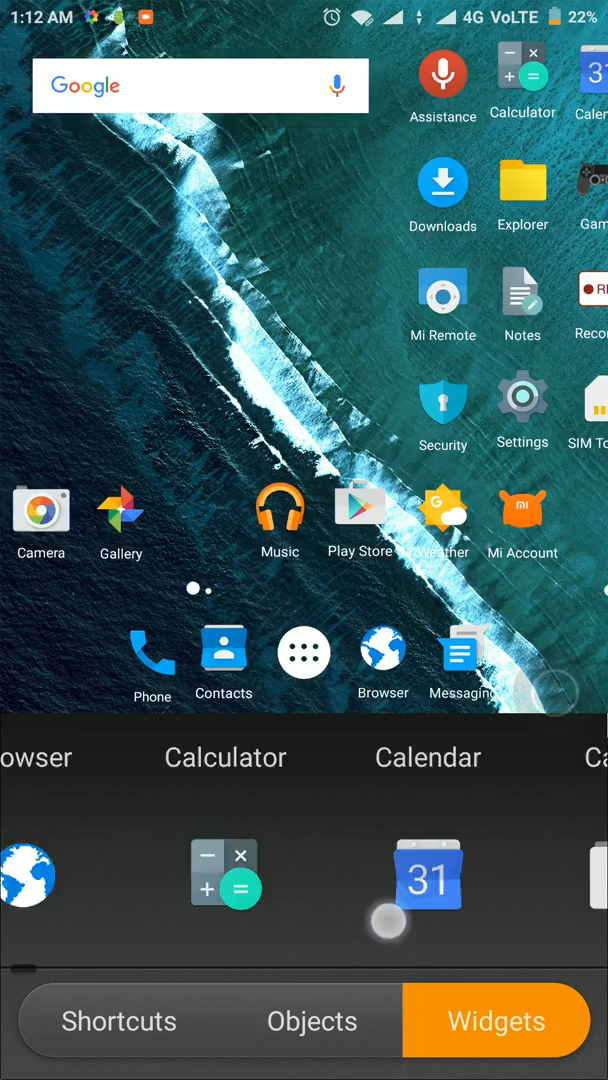 1:12 AM 4G VoLTE 22%
Google
Assistance
Calculator
Calen
Downloads
Explorer
Gam
Mi Remote
Notes
Recor
Security
Settings
SIM To
Camera
Gallery
Music
Play Store
Weather
Mi Account
Phone
Contacts
Browser
Messaging
owser
Calculator
Calendar
Ca
31
Shortcuts
Objects
Widgets